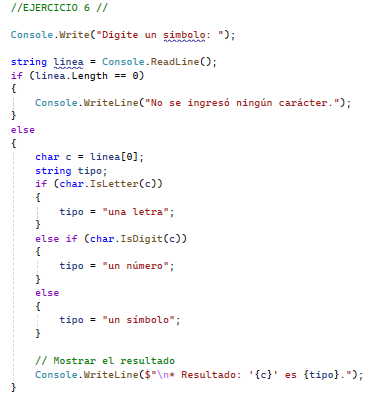 //EJERCICIO 6 //
Console.Write("Digite un simbolo: ");
string linea = Console.ReadLine();
if (linea.Length == 0)
{
Console.WriteLine("No se ingresó ningún carácter.");
}
else
{
char c = linea[0];
string tipo;
if (char.IsLetter(c))
{
tipo = "una letra";
}
else if (char.IsDigit(c))
{
tipo = "un número";
}
else
{
tipo = "un símbolo";
}
// Mostrar el resultado
Console.WriteLine($"\n* Resultado: '{c}' es {tipo}.");
}